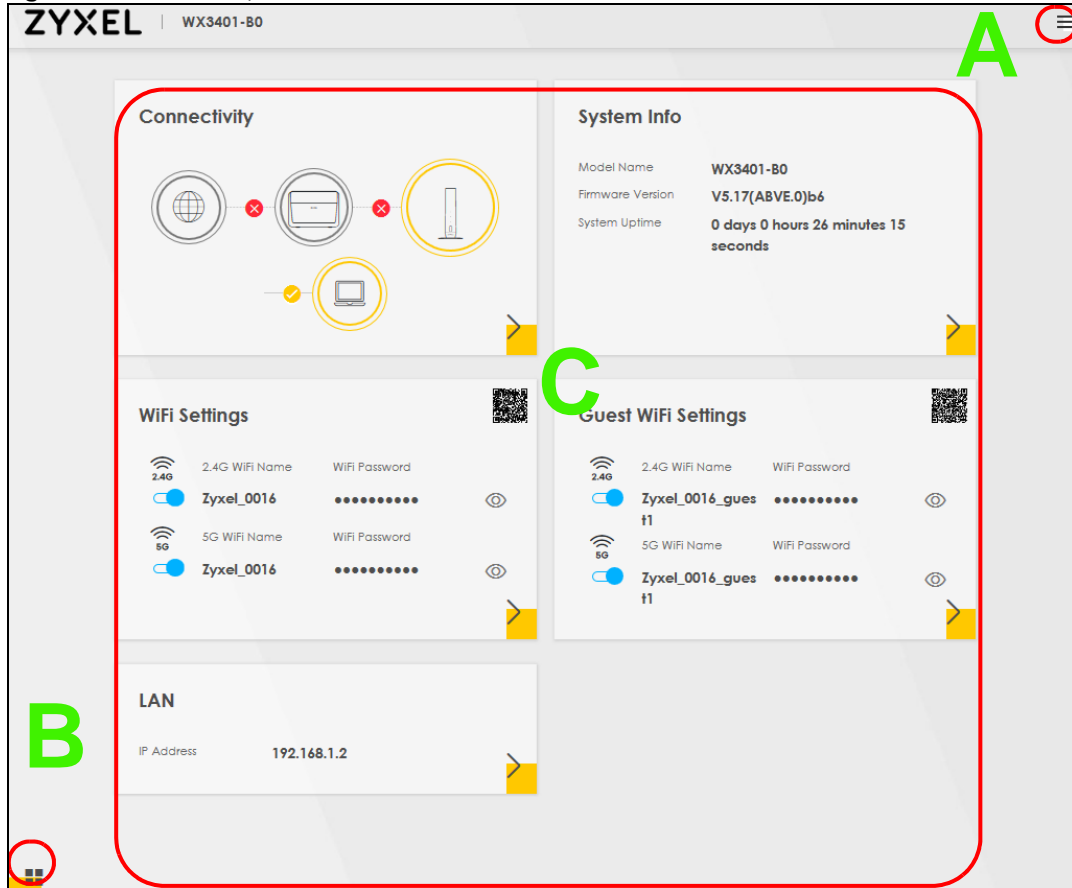 ZYXEL | WX3401-B0
A
Connectivity
System Info
Model Name WX3401-B0
Firmware Version V5.17(ABVE.0)b6
System Uptime 0 days 0 hours 26 minutes 15
seconds
C
WiFi Settings
2.4G 2.4G WiFi Name WiFi Password
Zyxel_0016 ••••••••••
5G 5G WiFi Name WiFi Password
Zyxel_0016 ••••••••••
Guest WiFi Settings
2.4G 2.4G WiFi Name WiFi Password
Zyxel_0016_gues ••••••••••
t1
5G 5G WiFi Name WiFi Password
Zyxel_0016_gues ••••••••••
t1
B
LAN
IP Address 192.168.1.2